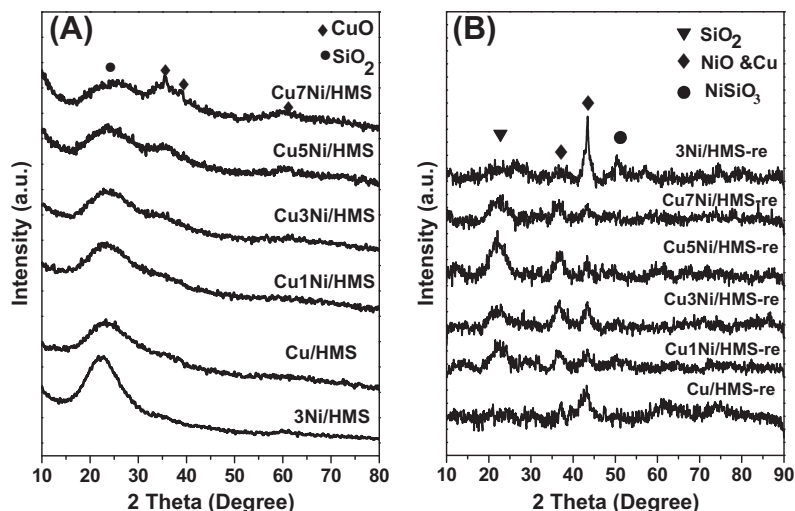 (A)
◆ CuO
● SiO₂
Cu7Ni/HMS
Cu5Ni/HMS
Cu3Ni/HMS
Cu1Ni/HMS
Cu/HMS
3Ni/HMS
Intensity (a.u.)
10 20 30 40 50 60 70 80
2 Theta (Degree)
(B)
▼ SiO₂
◆ NiO &Cu
● NiSiO₃
3Ni/HMS-re
Cu7Ni/HMS-re
Cu5Ni/HMS-re
Cu3Ni/HMS-re
Cu1Ni/HMS-re
Cu/HMS-re
Intensity (a.u.)
10 20 30 40 50 60 70 80 90
2 Theta (Degree)